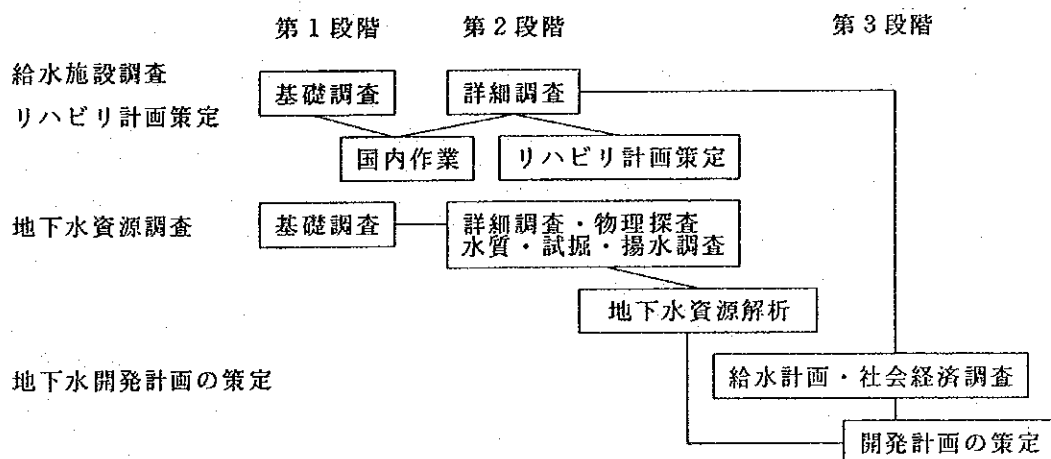 第1段階 第2段階 第3段階
給水施設調査
リハビリ計画策定
基礎調査 詳細調査
国内作業 リハビリ計画策定
地下水資源調査
基礎調査 詳細調査・物理探査
水質・試掘・揚水調査
地下水資源解析
地下水開発計画の策定
給水計画・社会経済調査
開発計画の策定